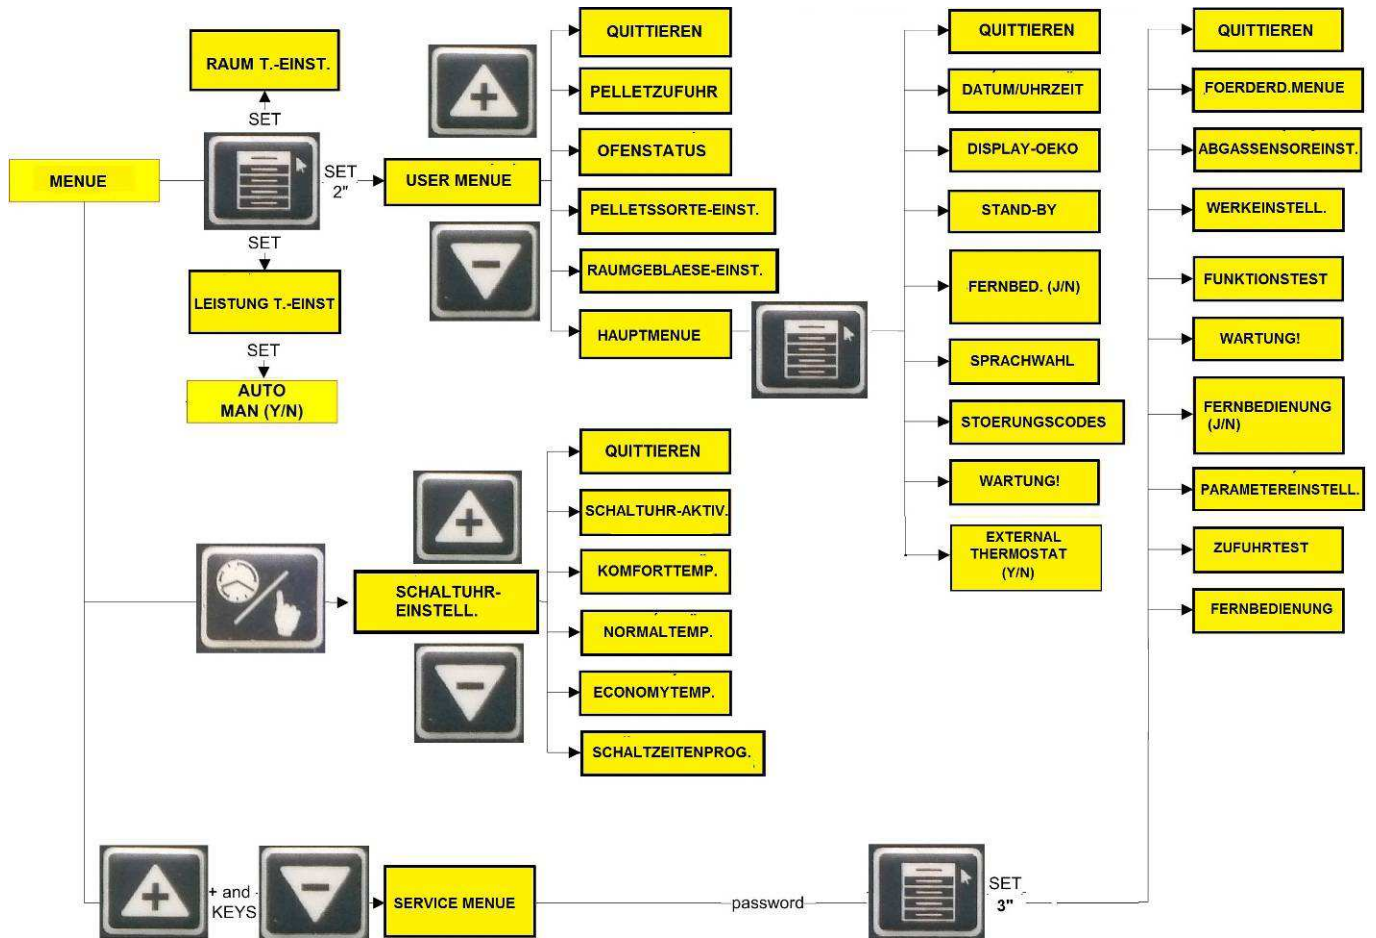 MENUE
RAUM T.-EINST.
SET
SET
2"
USER MENUE
SET
LEISTUNG T.-EINST
SET
AUTO
MAN (Y/N)
QUITTIEREN
PELLETZUFUHR
OFENSTATUS
PELLETSSORTE-EINST.
RAUMGEBLAESE-EINST.
HAUPTMENUE
QUITTIEREN
DATUM/UHRZEIT
DISPLAY-OEKO
STAND-BY
FERNBED. (J/N)
SPRACHWAHL
STOERUNGSCODES
WARTUNG!
EXTERNAL
THERMOSTAT
(Y/N)
SCHALTUHR-
EINSTELL.
QUITTIEREN
SCHALTUHR-AKTIV.
KOMFORTTEMP.
NORMALTEMP.
ECONOMYTEMP.
SCHALTZEITENPROG.
+ and -
KEYS
SERVICE MENUE
password
SET
3"
QUITTIEREN
FOERDERD.MENUE
ABGASSENSOREINST.
WERKEINSTELL.
FUNKTIONSTEST
WARTUNG!
FERNBEDIENUNG
(J/N)
PARAMETEREINSTELL.
ZUFUHRTEST
FERNBEDIENUNG